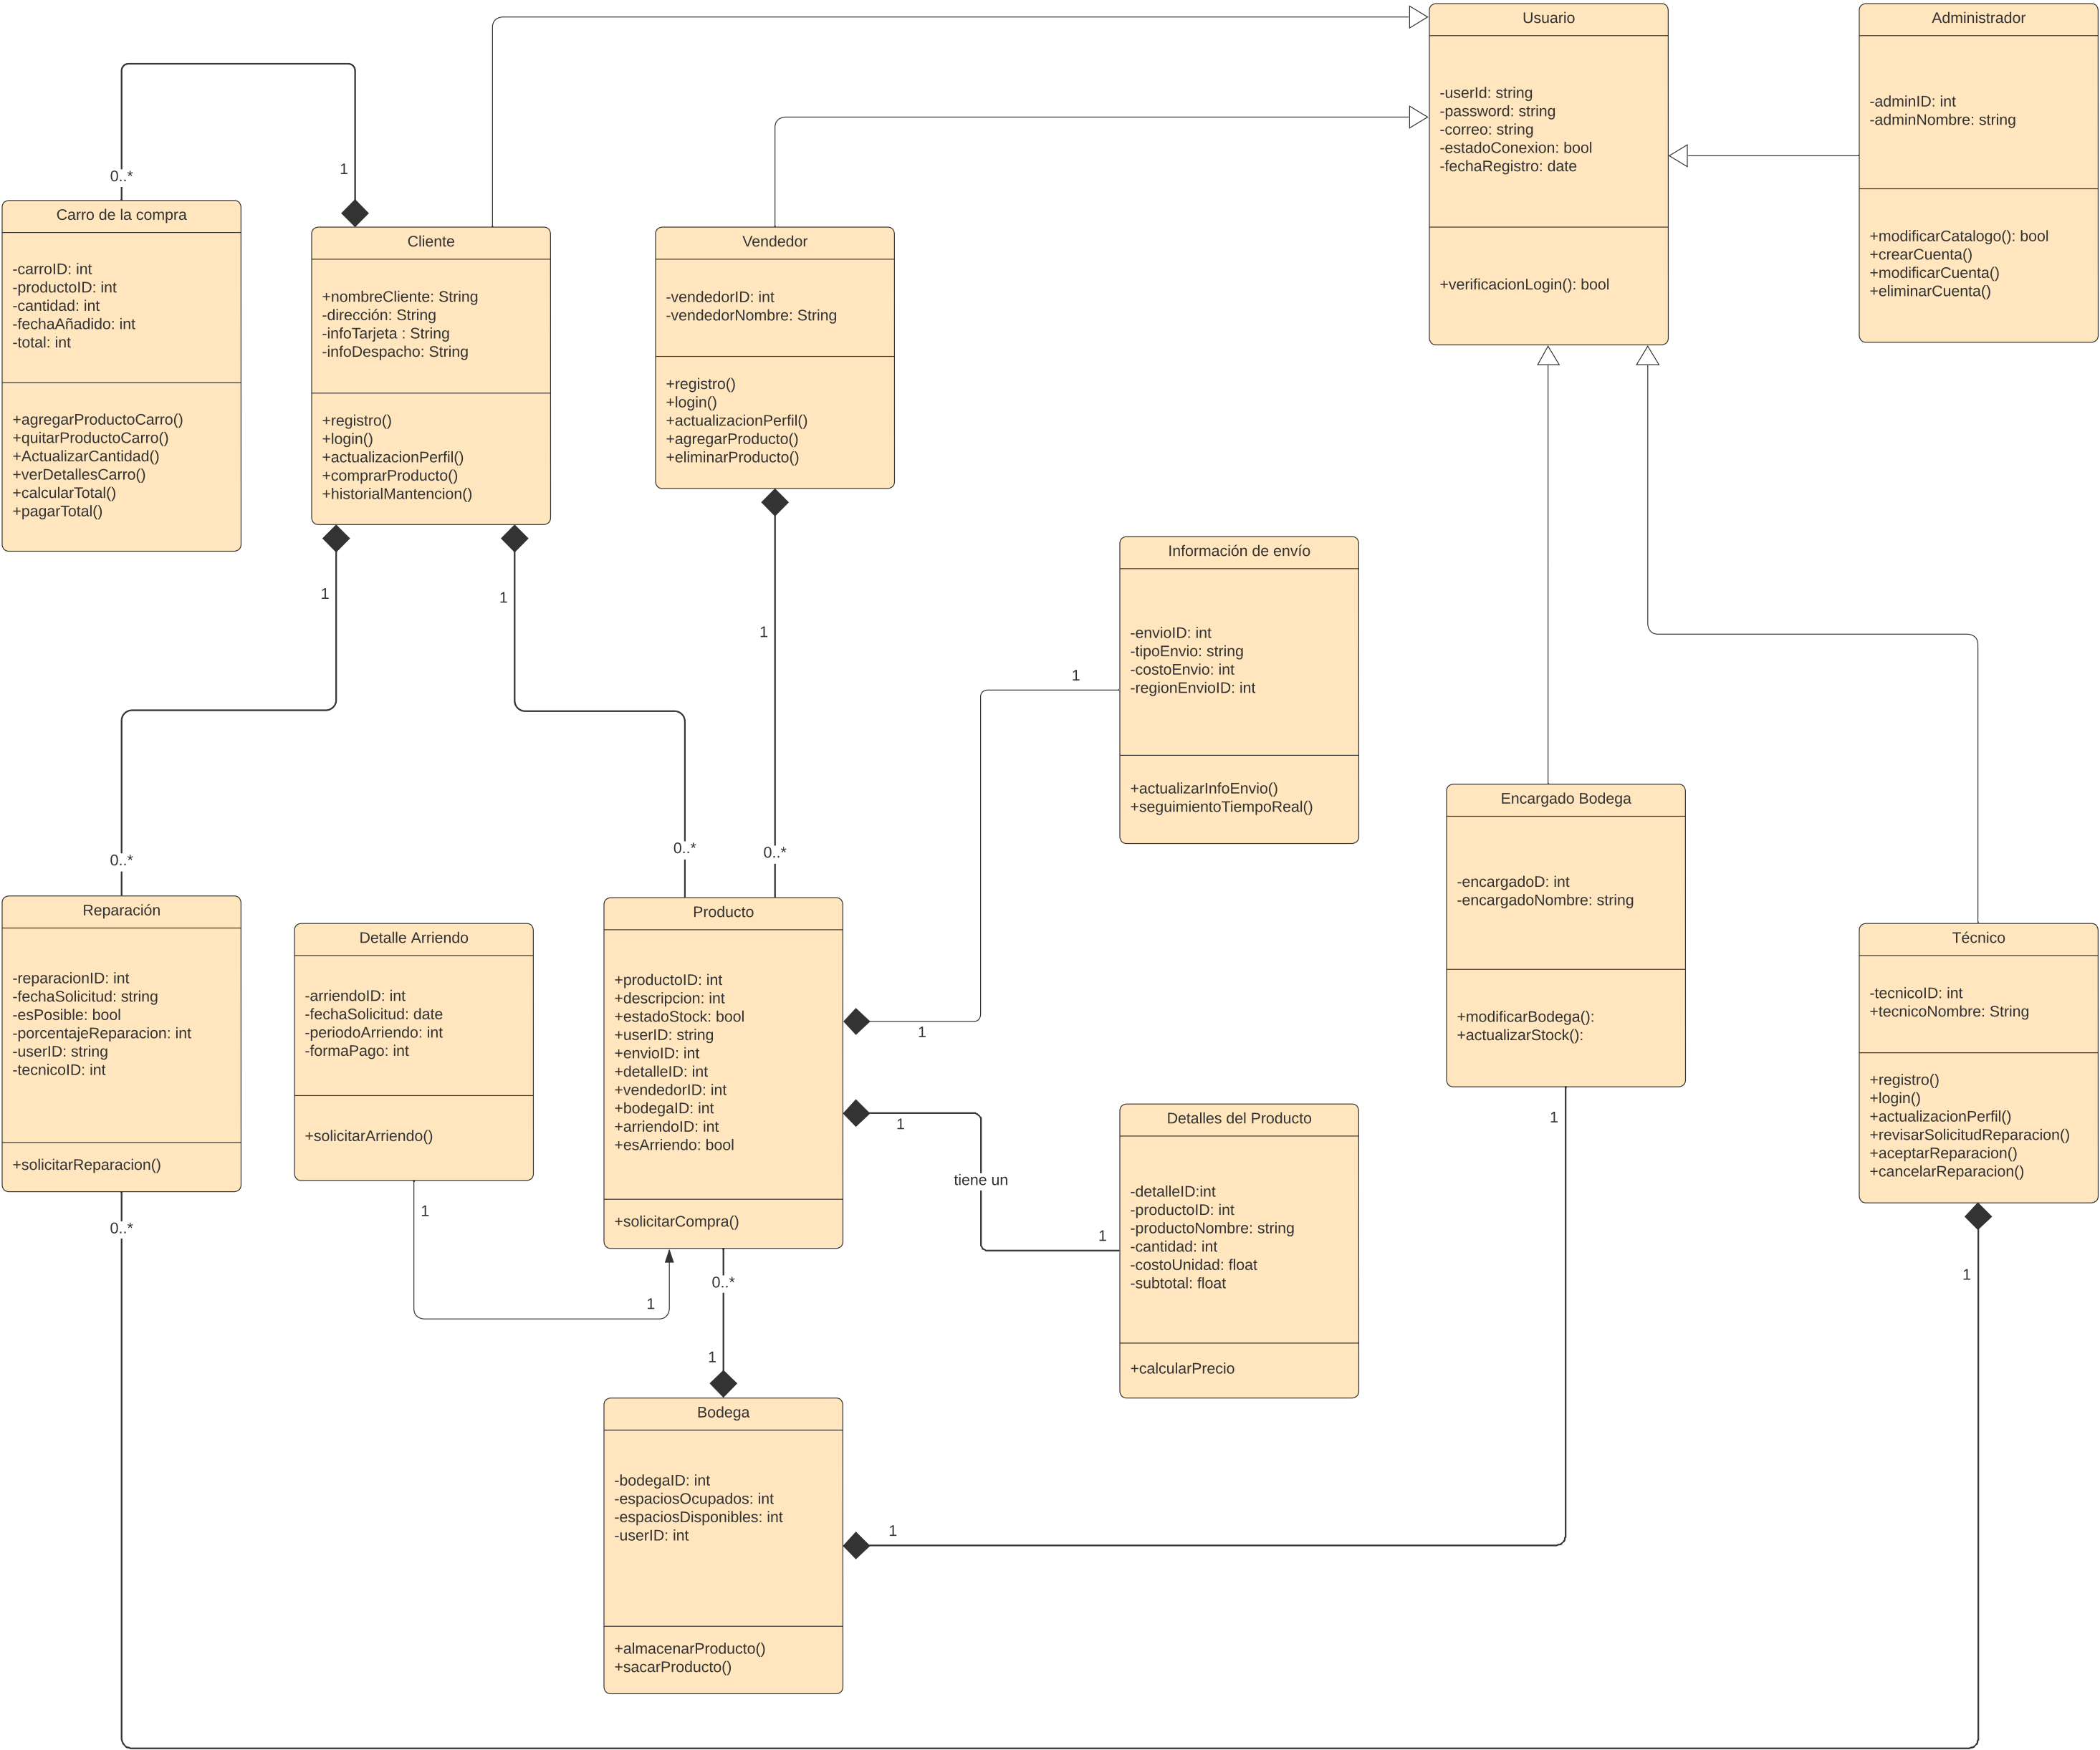 Usuario
-userId: string
-password: string
-correo: string
-estadoConexion: bool
-fechaRegistro: date
+verificacionLogin(): bool
Administrador
-adminID: int
-adminNombre: string
+modificarCatalogo(): bool
+crearCuenta()
+modificarCuenta()
+eliminarCuenta()
0..*
1
Carro de la compra
-carroID: int
-productoID: int
-cantidad: int
-fechaAñadido: int
-total: int
+agregarProductoCarro()
+quitarProductoCarro()
+ActualizarCantidad()
+verDetallesCarro()
+calcularTotal()
+pagarTotal()
Cliente
+nombreCliente: String
-dirección: String
-infoTarjeta : String
-infoDespacho: String
+registro()
+login()
+actualizacionPerfil()
+comprarProducto()
+historialMantencion()
Vendedor
-vendedorID: int
-vendedorNombre: String
+registro()
+login()
+actualizacionPerfil()
+agregarProducto()
+eliminarProducto()
1
1
1
Información de envío
-envioID: int
-tipoEnvio: string
-costoEnvio: int
-regionEnvioID: int
+actualizarInfoEnvio()
+seguimientoTiempoReal()
1
0..*
0..*
0..*
Encargado Bodega
-encargadoD: int
-encargadoNombre: string
+modificarBodega():
+actualizarStock():
Reparación
-reparacionID: int
-fechaSolicitud: string
-esPosible: bool
-porcentajeReparacion: int
-userID: string
-tecnicoID: int
+solicitarReparacion()
Detalle Arriendo
-arriendoID: int
-fechaSolicitud: date
-periodoArriendo: int
-formaPago: int
+solicitarArriendo()
Producto
+productoID: int
+descripcion: int
+estadoStock: bool
+userID: string
+envioID: int
+detalleID: int
+vendedorID: int
+bodegaID: int
+arriendoID: int
+esArriendo: bool
+solicitarCompra()
1
1
tiene un
1
Técnico
-tecnicoID: int
+tecnicoNombre: String
+registro()
+login()
+actualizacionPerfil()
+revisarSolicitudReparacion()
+aceptarReparacion()
+cancelarReparacion()
Detalles del Producto
-detalleID:int
-productoID: int
-productoNombre: string
-cantidad: int
-costoUnidad: float
-subtotal: float
+calcularPrecio
1
0..*
1
1
0..*
1
1
Bodega
-bodegaID: int
-espaciosOcupados: int
-espaciosDisponibles: int
-userID: int
+almacenarProducto()
+sacarProducto()
1